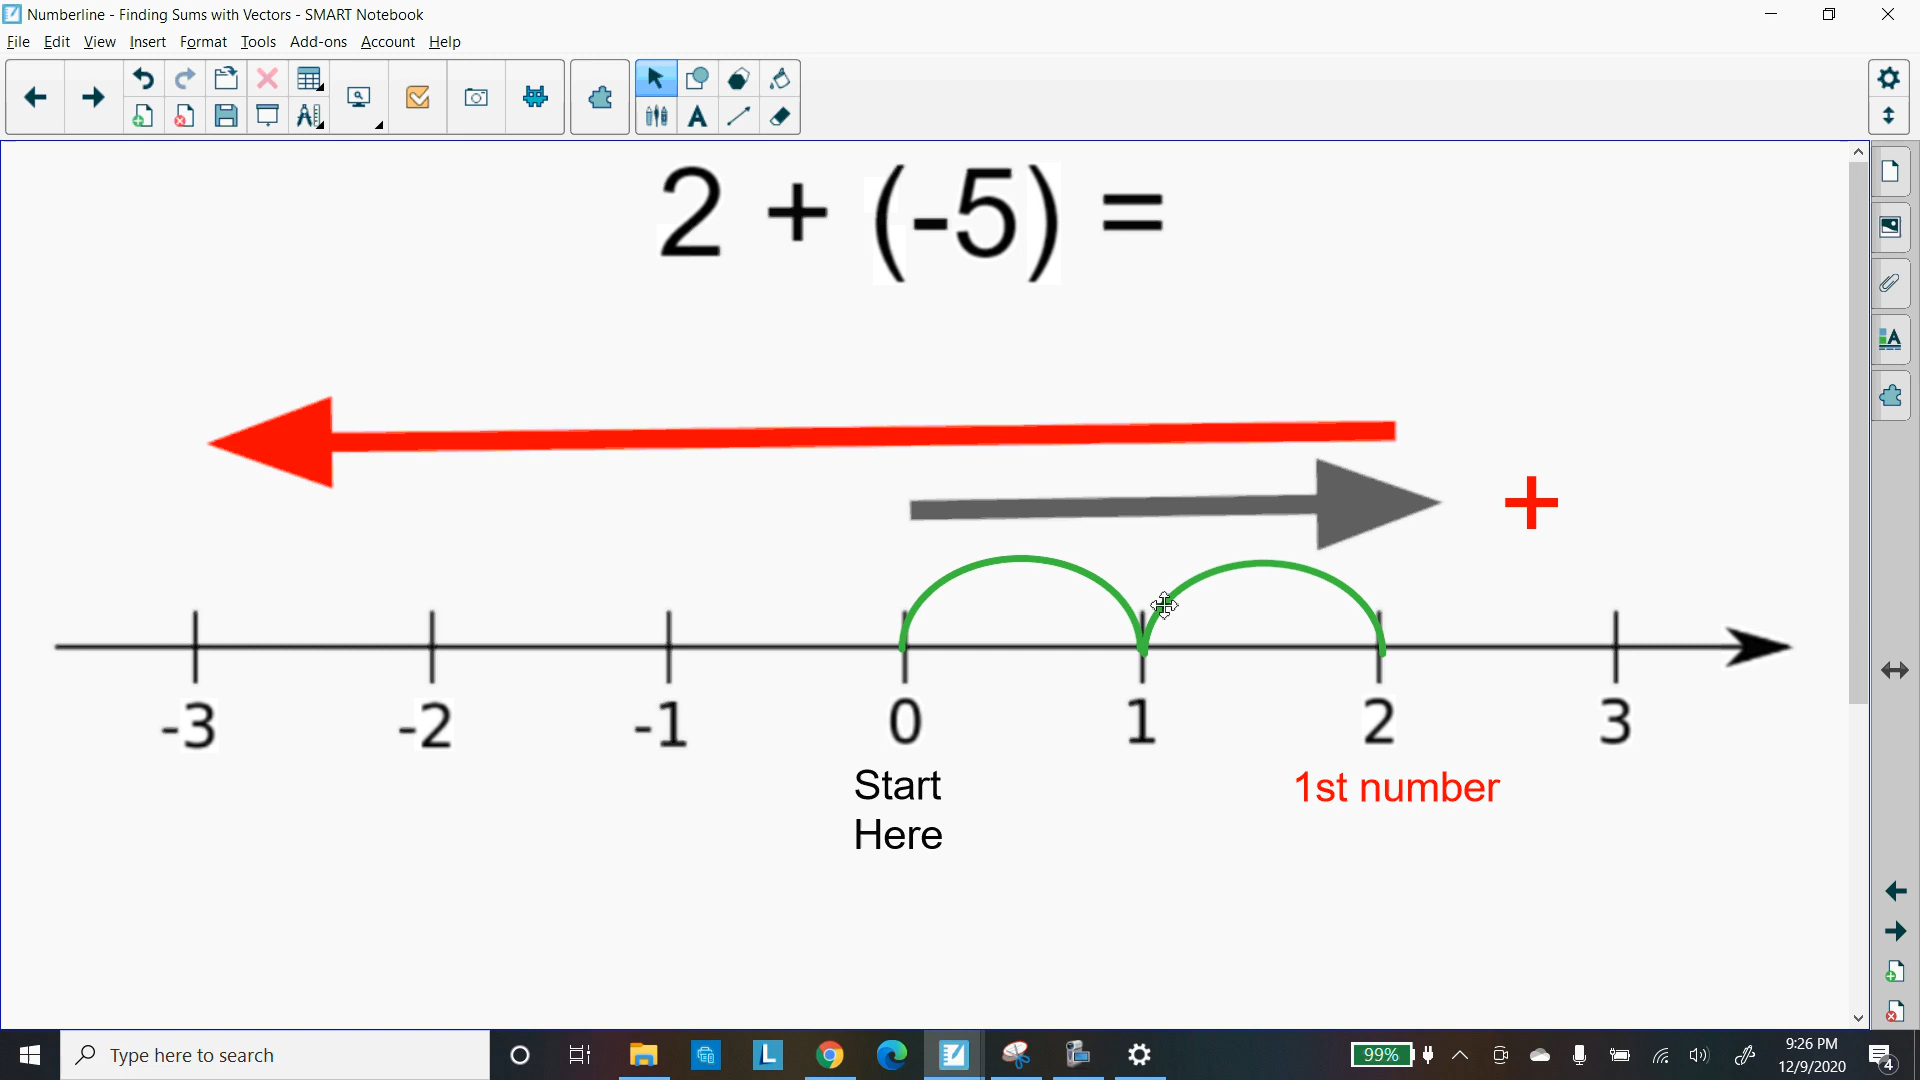 Numberline - Finding Sums with Vectors - SMART Notebook
File Edit View Insert Format Tools Add-ons Account Help
2 + (-5) =
+
-3 -2 -1 0 1 2 3
Start
Here
1st number
Type here to search
99%
9:26 PM
12/9/2020
4